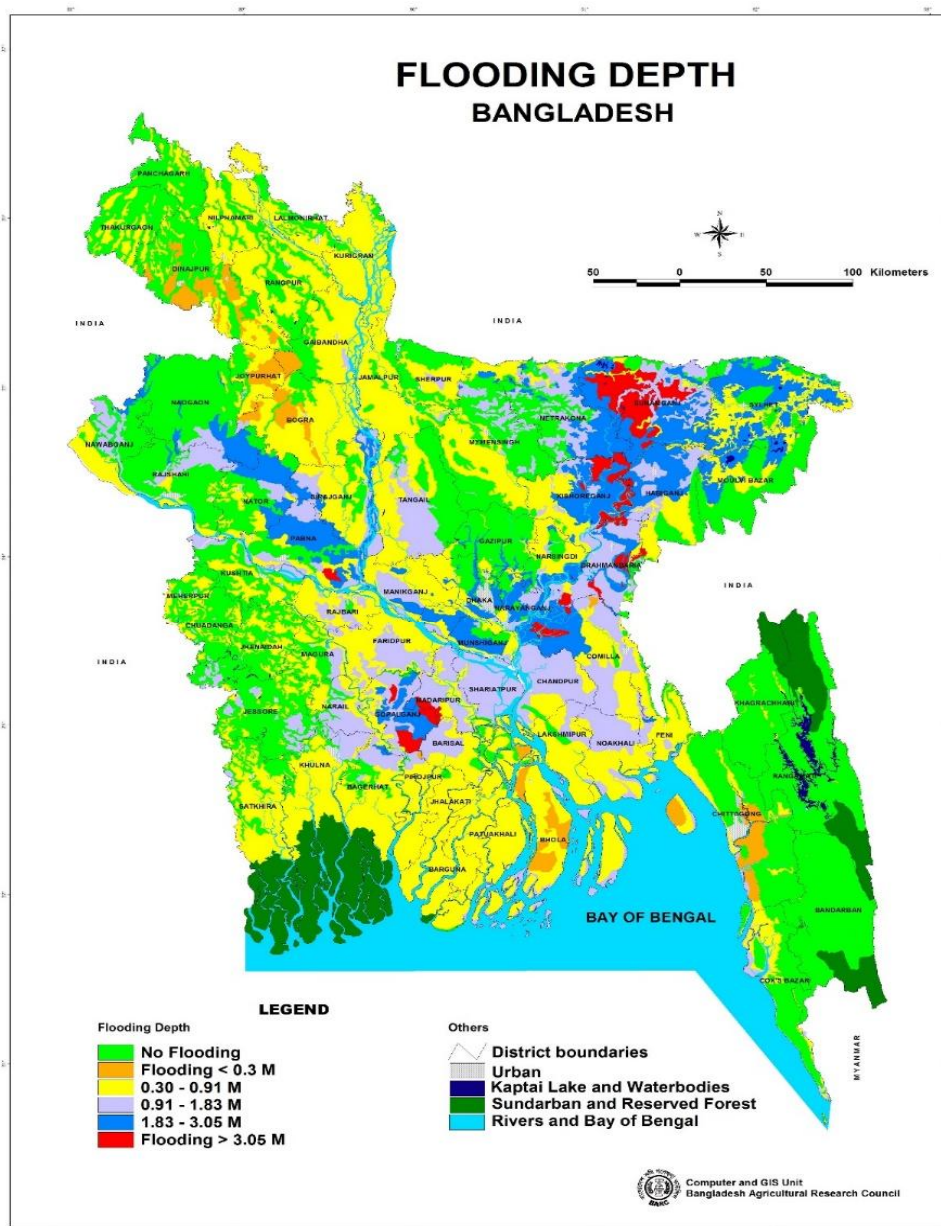 FLOODING DEPTH
BANGLADESH
PANCHAGARH
THAKURGAON
NILPHAMARI
LALMONIRHAT
KURIGRAM
DINAJPUR
RANGPUR
N
W
E
S
50 0 50 100 Kilometers
INDIA
INDIA
GAIBANDHA
JOYPURHAT
JAMALPUR
SHERPUR
NAOGAON
BOGRA
NETRAKONA
SYLHET
MYMENSINGH
NAWABGANJ
RAJSHAHI
MOULVI BAZAR
NATOR
SIRAJGANJ
TANGAIL
KISHOREGANJ
HABIGANJ
PABNA
GAZIPUR
NARSINGDI
BRAHMANBARIA
KUSHTIA
MEHERPUR
MANIKGANJ
DHAKA
NARAYANGANJ
INDIA
CHUADANGA
RAJBARI
JHENAIDAH
FARIDPUR
MUNSHIGANJ
MAGURA
COMILLA
INDIA
SHARIATPUR
CHANDPUR
KHAGRACHHARI
JESSORE
NARAIL
GOPALGANJ
MADARIPUR
BARISAL
LAKSHMIPUR
NOAKHALI
FENI
KHULNA
BAGERHAT
PIROJPUR
SATKHIRA
JHALAKATI
CHITTAGONG
PATUAKHALI
BHOLA
BARGUNA
BANDARBAN
BAY OF BENGAL
COX'S BAZAR
MYANMAR
LEGEND
Flooding Depth
No Flooding
Flooding < 0.3 M
0.30 - 0.91 M
0.91 - 1.83 M
1.83 - 3.05 M
Flooding > 3.05 M
Others
District boundaries
Urban
Kaptai Lake and Waterbodies
Sundarban and Reserved Forest
Rivers and Bay of Bengal
BARC
Computer and GIS Unit
Bangladesh Agricultural Research Council